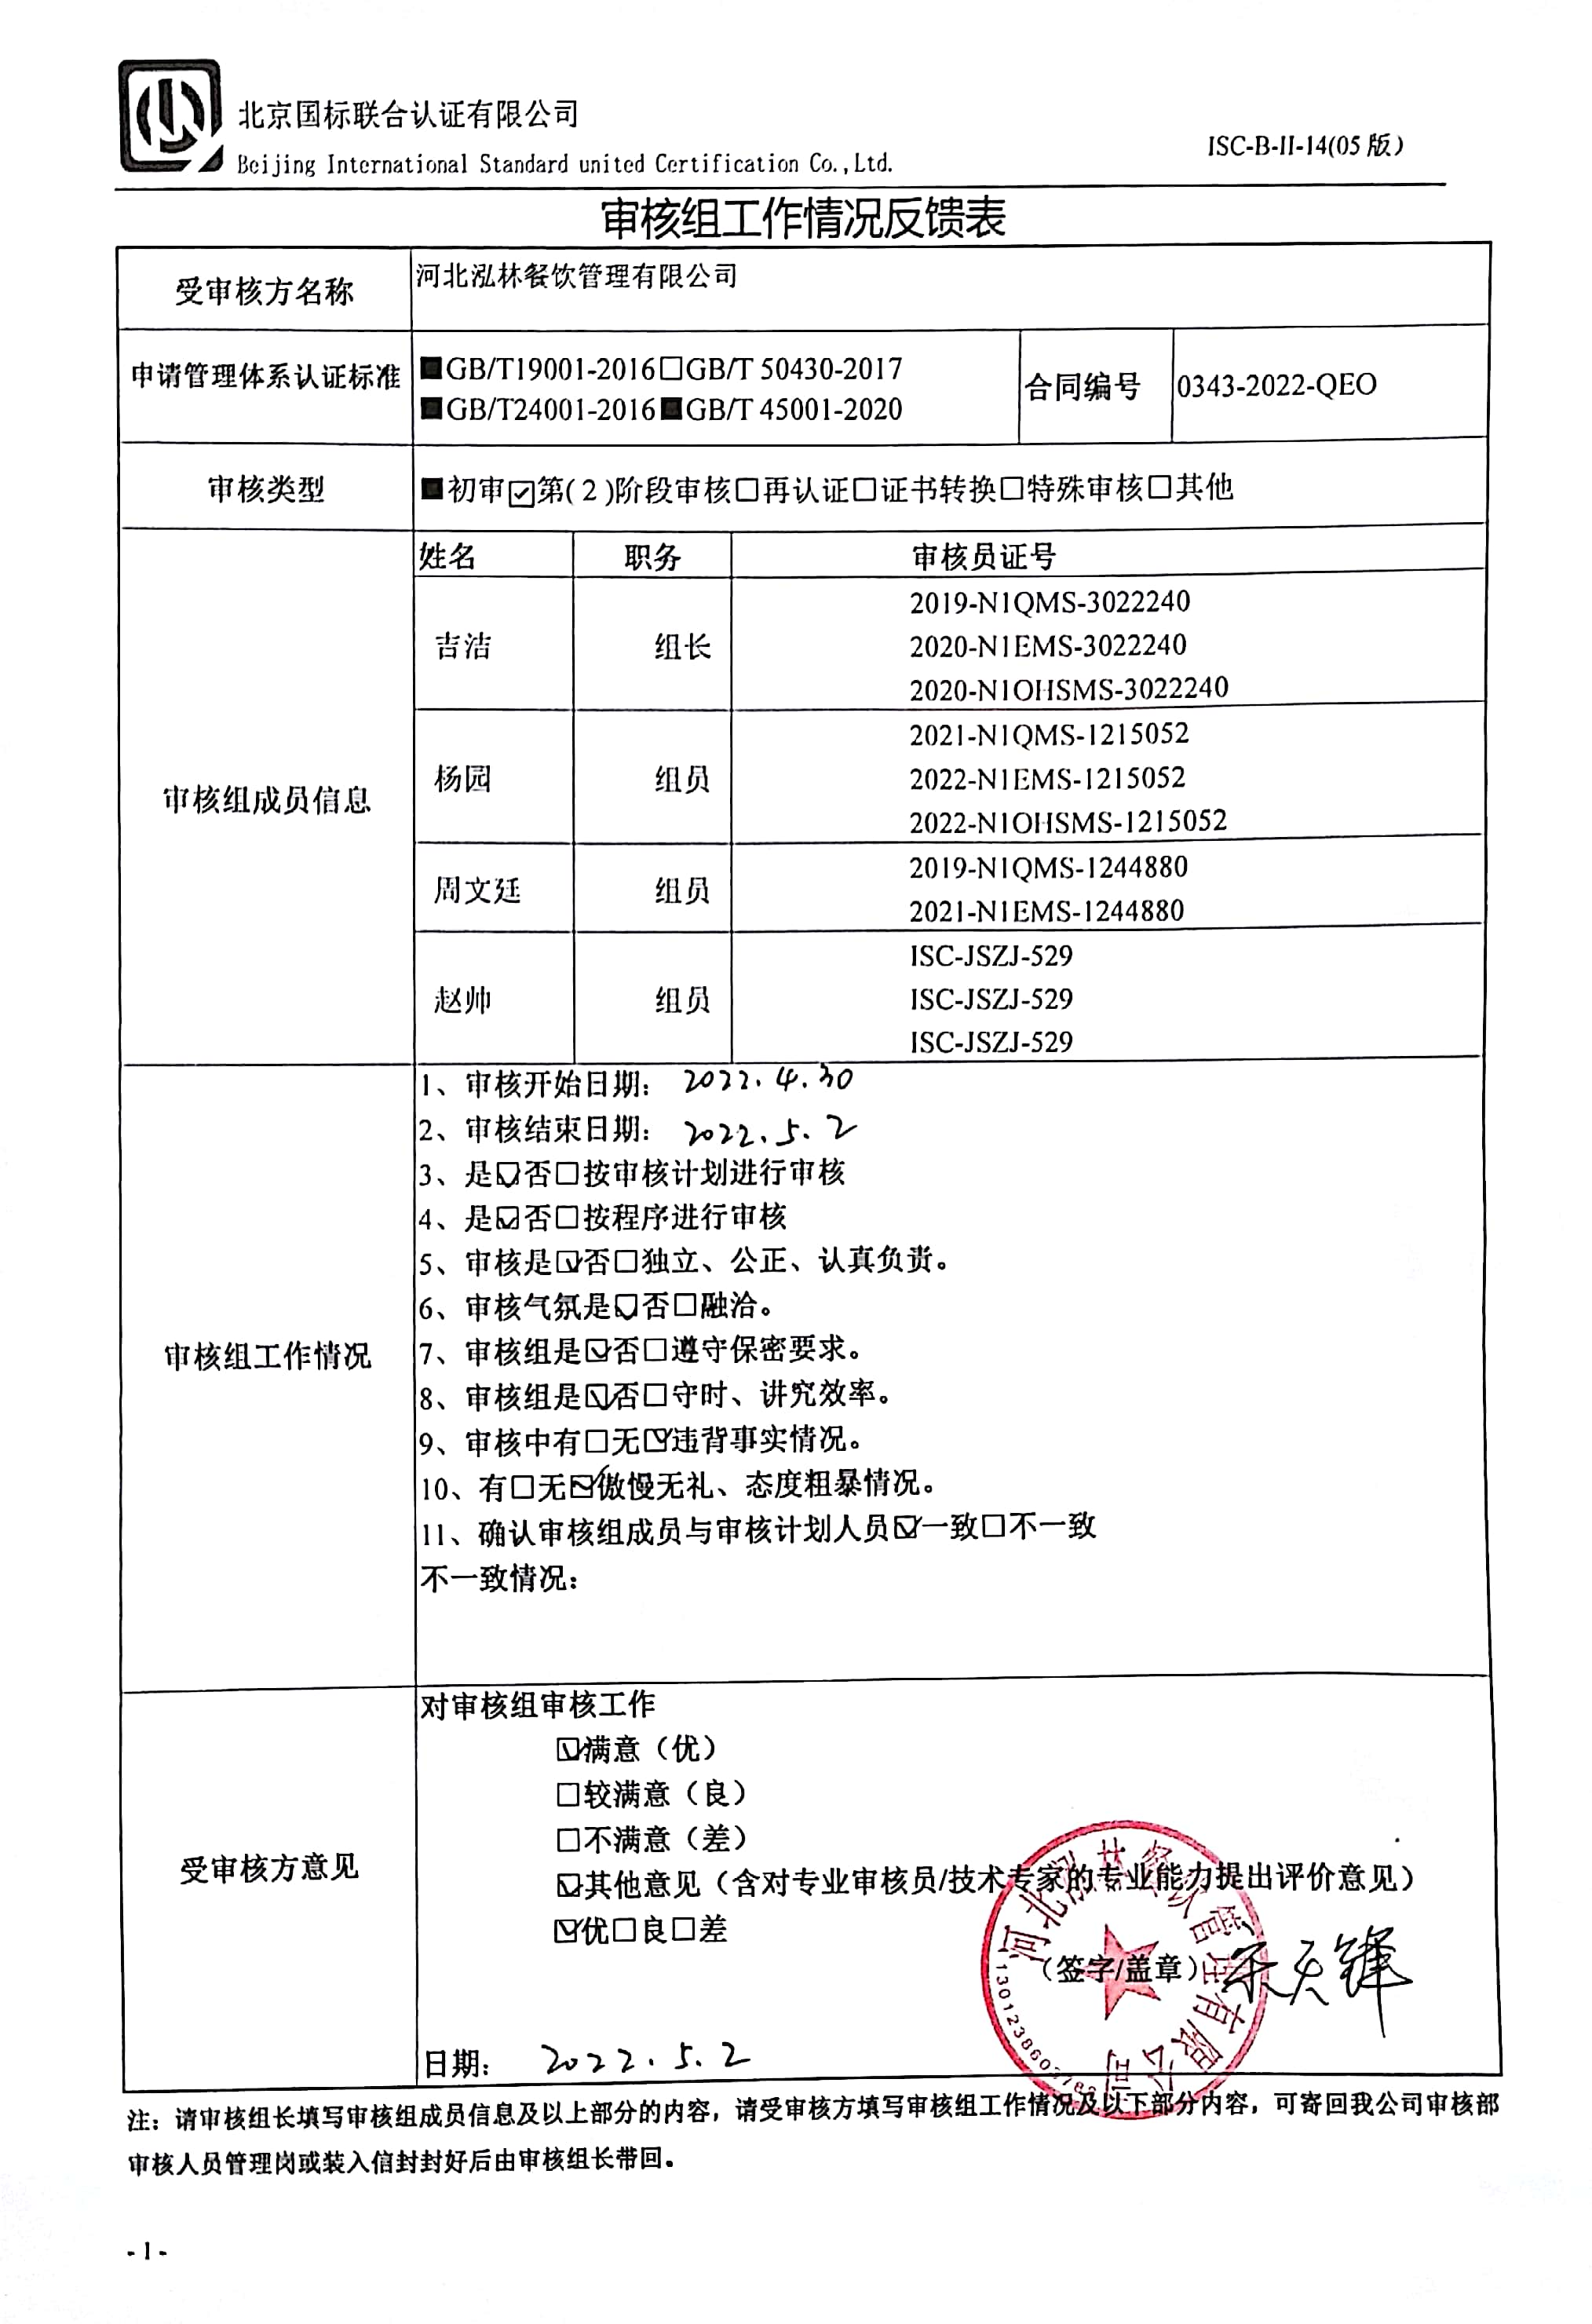 北京国标联合认证有限公司
Beijing International Standard united Certification Co.,Ltd.
ISC-B-II-14(05版)
审核组工作情况反馈表
受审核方名称
河北泓林餐饮管理有限公司
申请管理体系认证标准
■GB/T19001-2016□GB/T 50430-2017
■GB/T24001-2016■GB/T 45001-2020
合同编号
0343-2022-QEO
审核类型
■初审☑第(2)阶段审核□再认证□证书转换□特殊审核□其他
审核组成员信息
姓名 职务 审核员证号
吉洁 组长
2019-N1QMS-3022240
2020-N1EMS-3022240
2020-N1OHSMS-3022240
杨园 组员
2021-N1QMS-1215052
2022-N1EMS-1215052
2022-N1OHSMS-1215052
周文廷 组员
2019-N1QMS-1244880
2021-N1EMS-1244880
赵帅 组员
ISC-JSZJ-529
ISC-JSZJ-529
ISC-JSZJ-529
审核组工作情况
1、审核开始日期： 2022.4.30
2、审核结束日期： 2022.5.2
3、是☑否□按审核计划进行审核
4、是☑否□按程序进行审核
5、审核是☑否□独立、公正、认真负责。
6、审核气氛是☑否□融洽。
7、审核组是☑否□遵守保密要求。
8、审核组是☑否□守时、讲究效率。
9、审核中有□无☑违背事实情况。
10、有□无☑傲慢无礼、态度粗暴情况。
11、确认审核组成员与审核计划人员☑一致□不一致
不一致情况：
受审核方意见
对审核组审核工作
☑满意（优）
□较满意（良）
□不满意（差）
☑其他意见（含对专业审核员/技术专家的专业能力提出评价意见）
☑优□良□差
（签字/盖章）
河北泓林餐饮管理有限公司
日期： 2022.5.2
注：请审核组长填写审核组成员信息及以上部分的内容，请受审核方填写审核组工作情况及以下部分内容，可寄回我公司审核部
审核人员管理岗或装入信封封好后由审核组长带回。
- 1 -